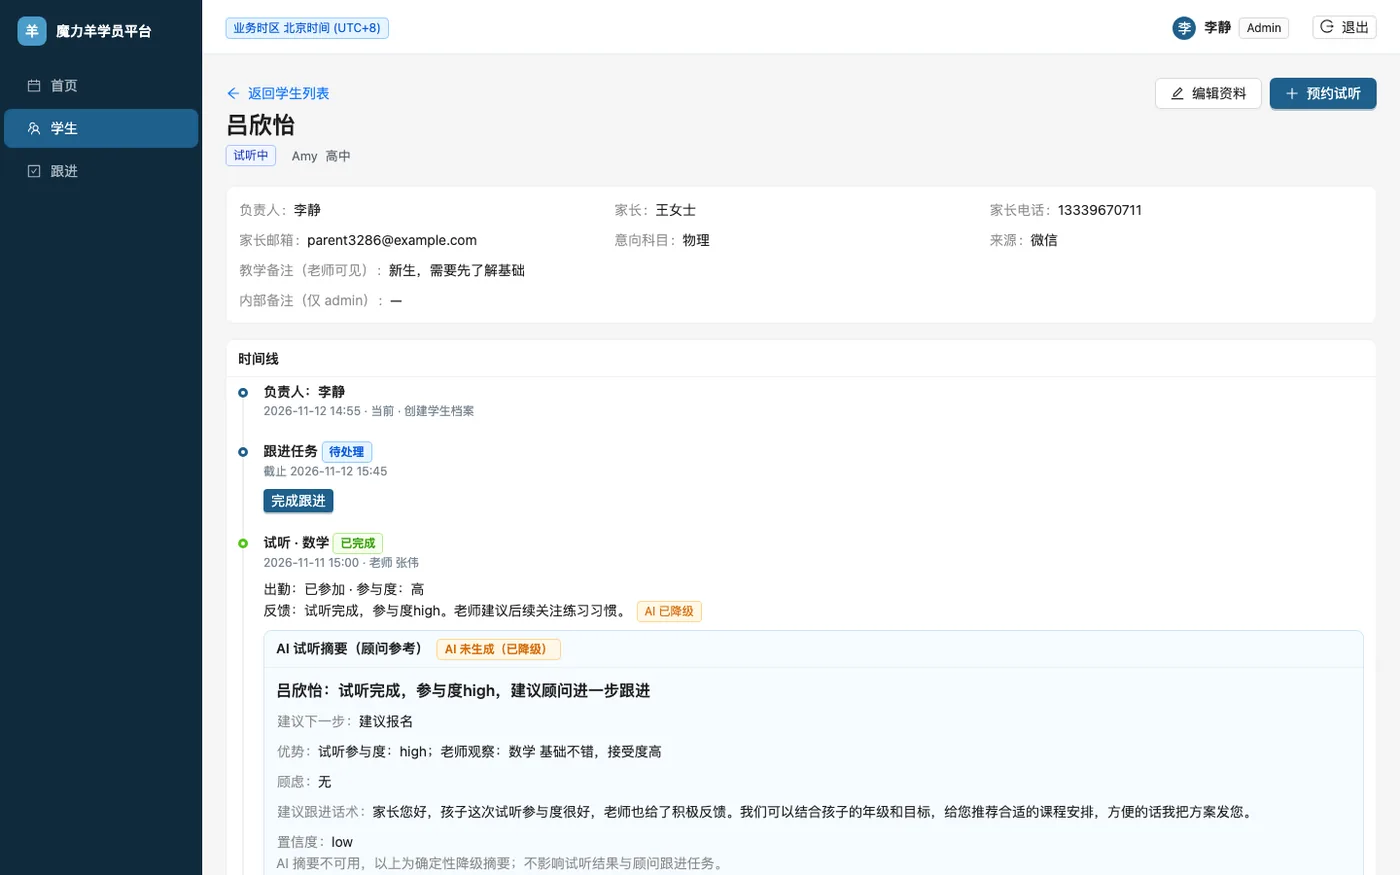 羊 魔力羊学员平台
首页
学生
跟进
业务时区 北京时间 (UTC+8)
李 李静 Admin 退出
返回学生列表
编辑资料 预约试听
吕欣怡
试听中 Amy 高中
负责人：李静 家长：王女士 家长电话：13339670711
家长邮箱：parent3286@example.com 意向科目：物理 来源：微信
教学备注（老师可见）：新生，需要先了解基础
内部备注（仅 admin）：—
时间线
负责人：李静
2026-11-12 14:55 · 当前 · 创建学生档案
跟进任务 待处理
截止 2026-11-12 15:45
完成跟进
试听 · 数学 已完成
2026-11-11 15:00 · 老师 张伟
出勤：已参加 · 参与度：高
反馈：试听完成，参与度high。老师建议后续关注练习习惯。 AI 已降级
AI 试听摘要（顾问参考） AI 未生成（已降级）
吕欣怡：试听完成，参与度high，建议顾问进一步跟进
建议下一步：建议报名
优势：试听参与度：high；老师观察：数学 基础不错，接受度高
顾虑：无
建议跟进话术：家长您好，孩子这次试听参与度很好，老师也给了积极反馈。我们可以结合孩子的年级和目标，给您推荐合适的课程安排，方便的话我把方案发您。
置信度：low
AI 摘要不可用，以上为确定性降级摘要；不影响试听结果与顾问跟进任务。